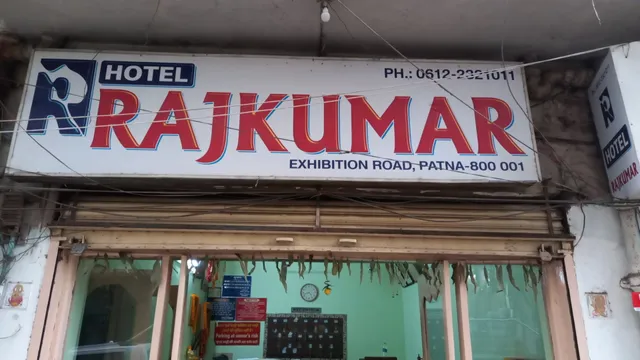 HOTEL
RAJKUMAR
PH.: 0612-2321011
EXHIBITION ROAD, PATNA-800 001
HOTEL
RAJKUMAR